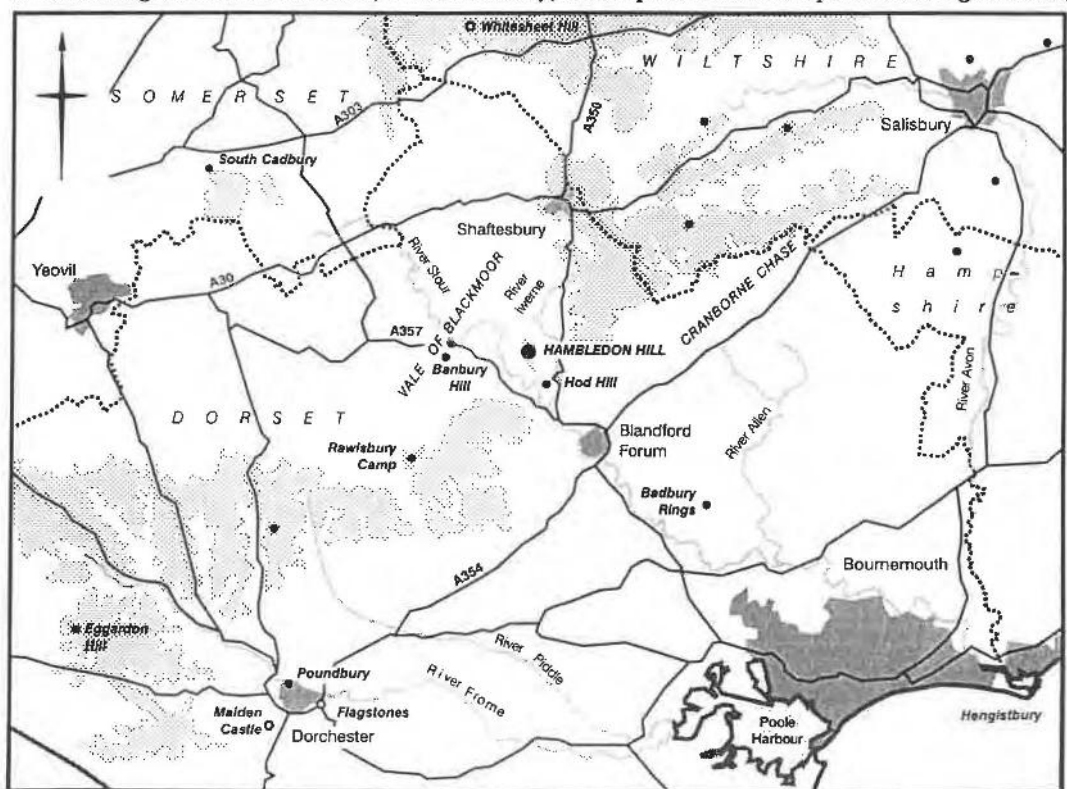 Whitesheet Hill
W I L T S H I R E
S O M E R S E T
A303
A350
Salisbury
South Cadbury
Shaftesbury
River Stour
VALE OF BLACKMOOR
River
Iwerne
CRANBORNE CHASE
Yeovil
A30
H a m p-
s h i r e
A357
HAMBLEDON HILL
Banbury
Hill
Hod Hill
River Avon
D O R S E T
Blandford
Forum
River Allen
Rawlsbury
Camp
Badbury
Rings
A354
Bournemouth
Eggardon
Hill
River Piddle
River Frome
Poundbury
Flagstones
Maiden
Castle
Dorchester
Poole
Harbour
Hengistbury